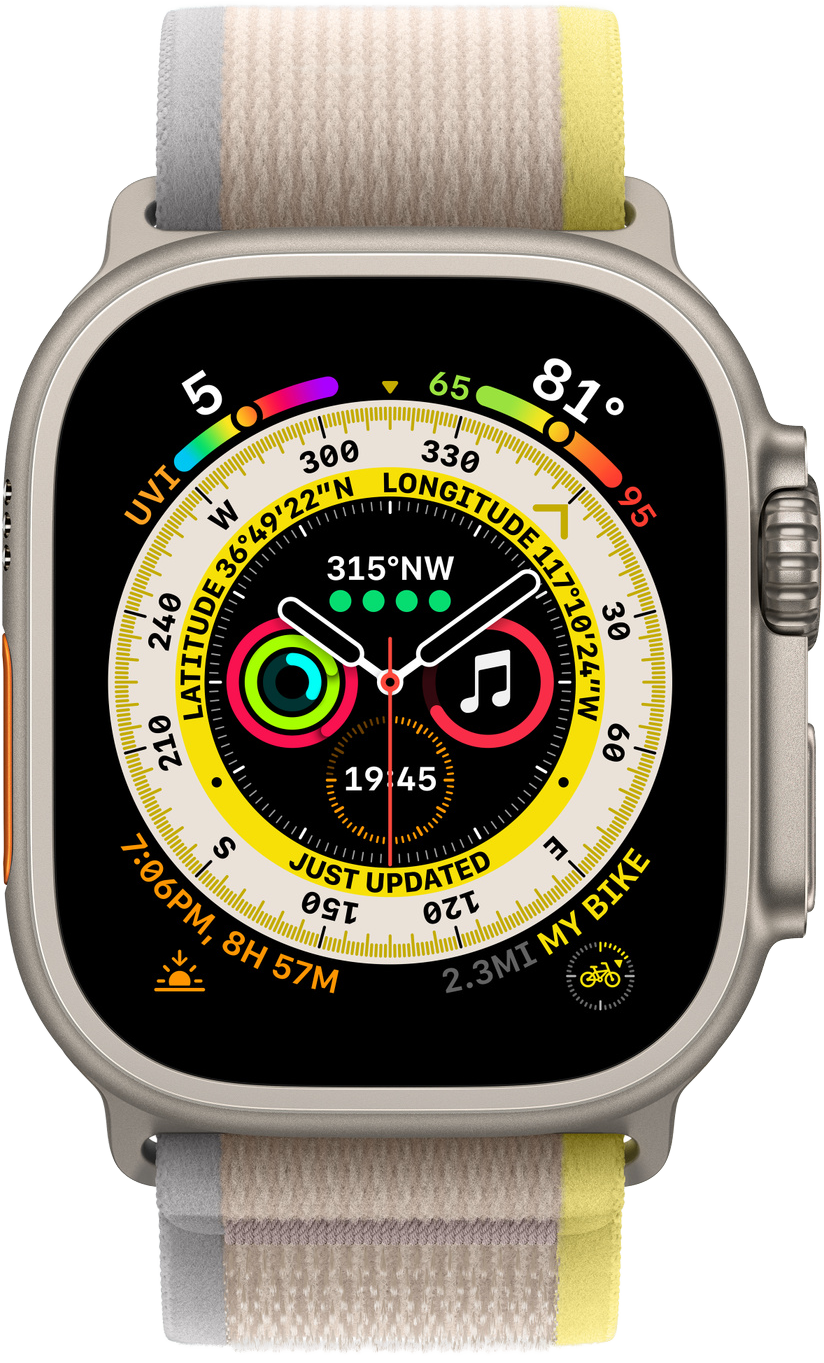 5
UVI
65
81°
95
300
330
W
30
240
60
210
S
E
150
120
LATITUDE 36°49'22"N
LONGITUDE 117°10'24"W
315°NW
19:45
JUST UPDATED
7:06PM, 8H 57M
2.3MI MY BIKE